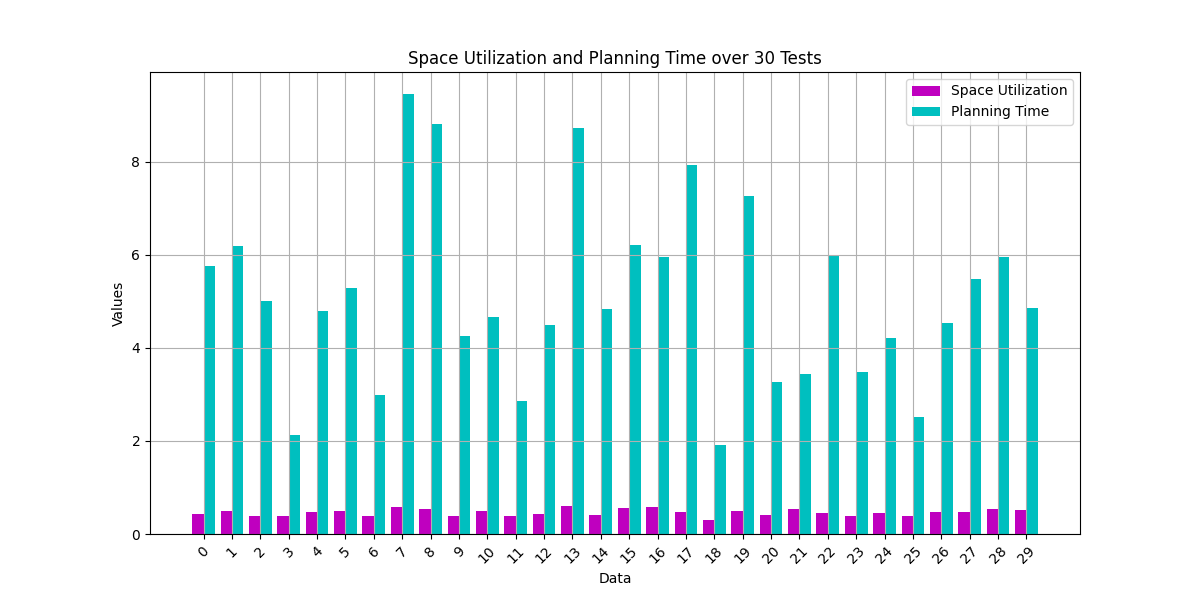 Space Utilization and Planning Time over 30 Tests
Space Utilization
Planning Time
8
6
4
2
0
Values
0 1 2 3 4 5 6 7 8 9 10 11 12 13 14 15 16 17 18 19 20 21 22 23 24 25 26 27 28 29
Data